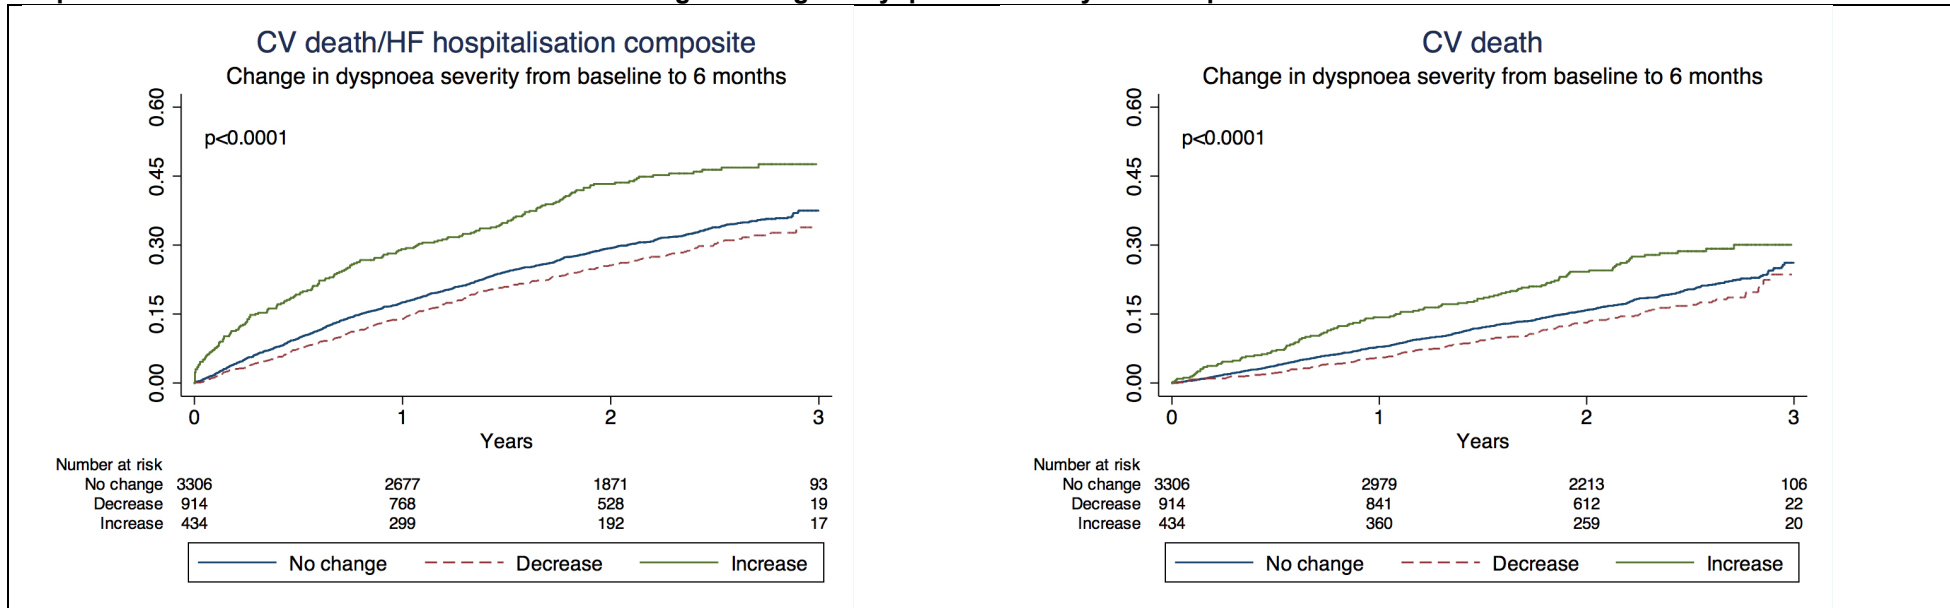 CV death/HF hospitalisation composite
Change in dyspnoea severity from baseline to 6 months
0.60
0.45
0.30
0.15
0.00
p<0.0001
0 1 2 3
Years
Number at risk
No change 3306 2677 1871 93
Decrease 914 768 528 19
Increase 434 299 192 17
No change Decrease Increase
CV death
Change in dyspnoea severity from baseline to 6 months
0.60
0.45
0.30
0.15
0.00
p<0.0001
0 1 2 3
Years
Number at risk
No change 3306 2979 2213 106
Decrease 914 841 612 22
Increase 434 360 259 20
No change Decrease Increase